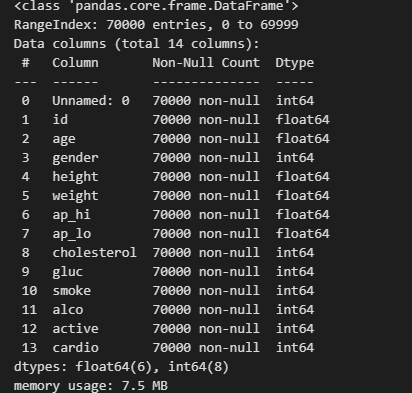 <class 'pandas.core.frame.DataFrame'>
RangeIndex: 70000 entries, 0 to 69999
Data columns (total 14 columns):
 #   Column       Non-Null Count  Dtype
---  ------       --------------  -----
 0   Unnamed: 0   70000 non-null  int64
 1   id           70000 non-null  float64
 2   age          70000 non-null  float64
 3   gender       70000 non-null  int64
 4   height       70000 non-null  float64
 5   weight       70000 non-null  float64
 6   ap_hi        70000 non-null  float64
 7   ap_lo        70000 non-null  float64
 8   cholesterol  70000 non-null  int64
 9   gluc         70000 non-null  int64
 10  smoke        70000 non-null  int64
 11  alco         70000 non-null  int64
 12  active       70000 non-null  int64
 13  cardio       70000 non-null  int64
dtypes: float64(6), int64(8)
memory usage: 7.5 MB